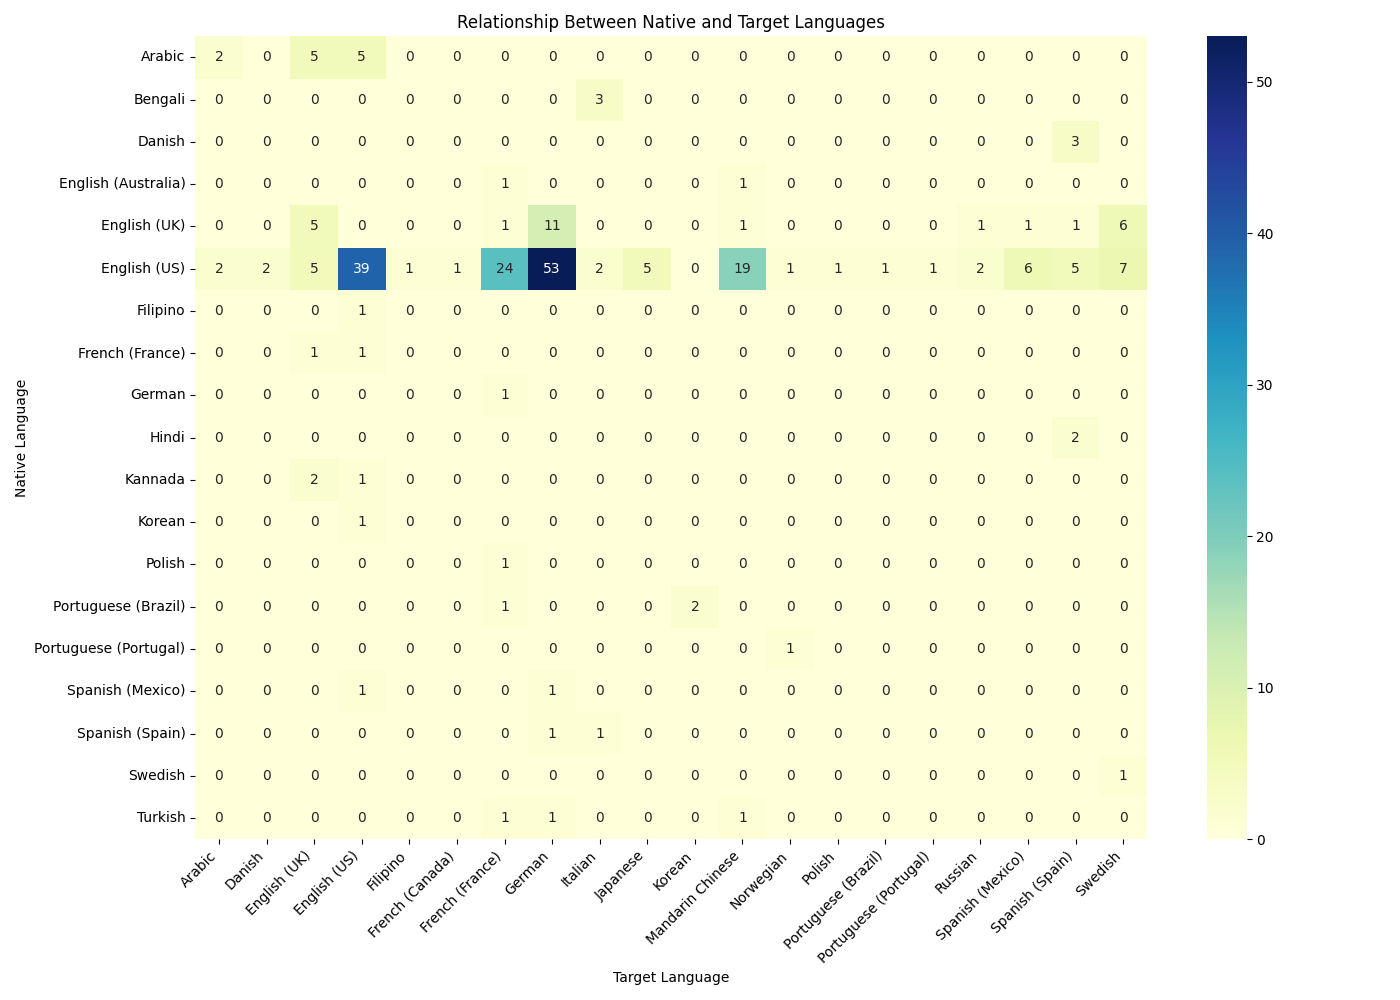 Relationship Between Native and Target Languages
Native Language
Arabic 2 0 5 5 0 0 0 0 0 0 0 0 0 0 0 0 0 0 0 0
Bengali 0 0 0 0 0 0 0 0 3 0 0 0 0 0 0 0 0 0 0 0
Danish 0 0 0 0 0 0 0 0 0 0 0 0 0 0 0 0 0 0 3 0
English (Australia) 0 0 0 0 0 0 1 0 0 0 0 1 0 0 0 0 0 0 0 0
English (UK) 0 0 5 0 0 0 1 11 0 0 0 1 0 0 0 0 1 1 1 6
English (US) 2 2 5 39 1 1 24 53 2 5 0 19 1 1 1 1 2 6 5 7
Filipino 0 0 0 1 0 0 0 0 0 0 0 0 0 0 0 0 0 0 0 0
French (France) 0 0 1 1 0 0 0 0 0 0 0 0 0 0 0 0 0 0 0 0
German 0 0 0 0 0 0 1 0 0 0 0 0 0 0 0 0 0 0 0 0
Hindi 0 0 0 0 0 0 0 0 0 0 0 0 0 0 0 0 0 0 2 0
Kannada 0 0 2 1 0 0 0 0 0 0 0 0 0 0 0 0 0 0 0 0
Korean 0 0 0 1 0 0 0 0 0 0 0 0 0 0 0 0 0 0 0 0
Polish 0 0 0 0 0 0 1 0 0 0 0 0 0 0 0 0 0 0 0 0
Portuguese (Brazil) 0 0 0 0 0 0 1 0 0 0 2 0 0 0 0 0 0 0 0 0
Portuguese (Portugal) 0 0 0 0 0 0 0 0 0 0 0 0 1 0 0 0 0 0 0 0
Spanish (Mexico) 0 0 0 1 0 0 0 1 0 0 0 0 0 0 0 0 0 0 0 0
Spanish (Spain) 0 0 0 0 0 0 0 1 1 0 0 0 0 0 0 0 0 0 0 0
Swedish 0 0 0 0 0 0 0 0 0 0 0 0 0 0 0 0 0 0 0 1
Turkish 0 0 0 0 0 0 1 1 0 0 0 1 0 0 0 0 0 0 0 0
Arabic
Danish
English (UK)
English (US)
Filipino
French (Canada)
French (France)
German
Italian
Japanese
Korean
Mandarin Chinese
Norwegian
Polish
Portuguese (Brazil)
Portuguese (Portugal)
Russian
Spanish (Mexico)
Spanish (Spain)
Swedish
Target Language
50
40
30
20
10
0